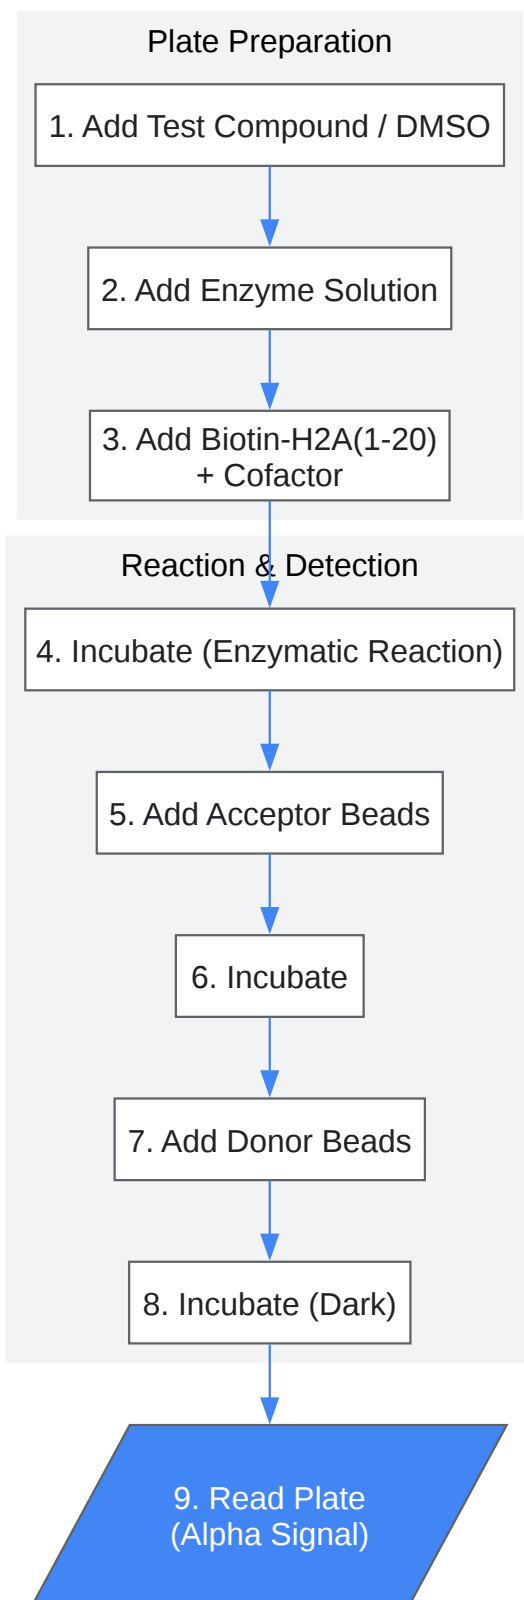 Plate Preparation
1. Add Test Compound / DMSO
2. Add Enzyme Solution
3. Add Biotin-H2A(1-20)
+ Cofactor
Reaction & Detection
4. Incubate (Enzymatic Reaction)
5. Add Acceptor Beads
6. Incubate
7. Add Donor Beads
8. Incubate (Dark)
9. Read Plate
(Alpha Signal)